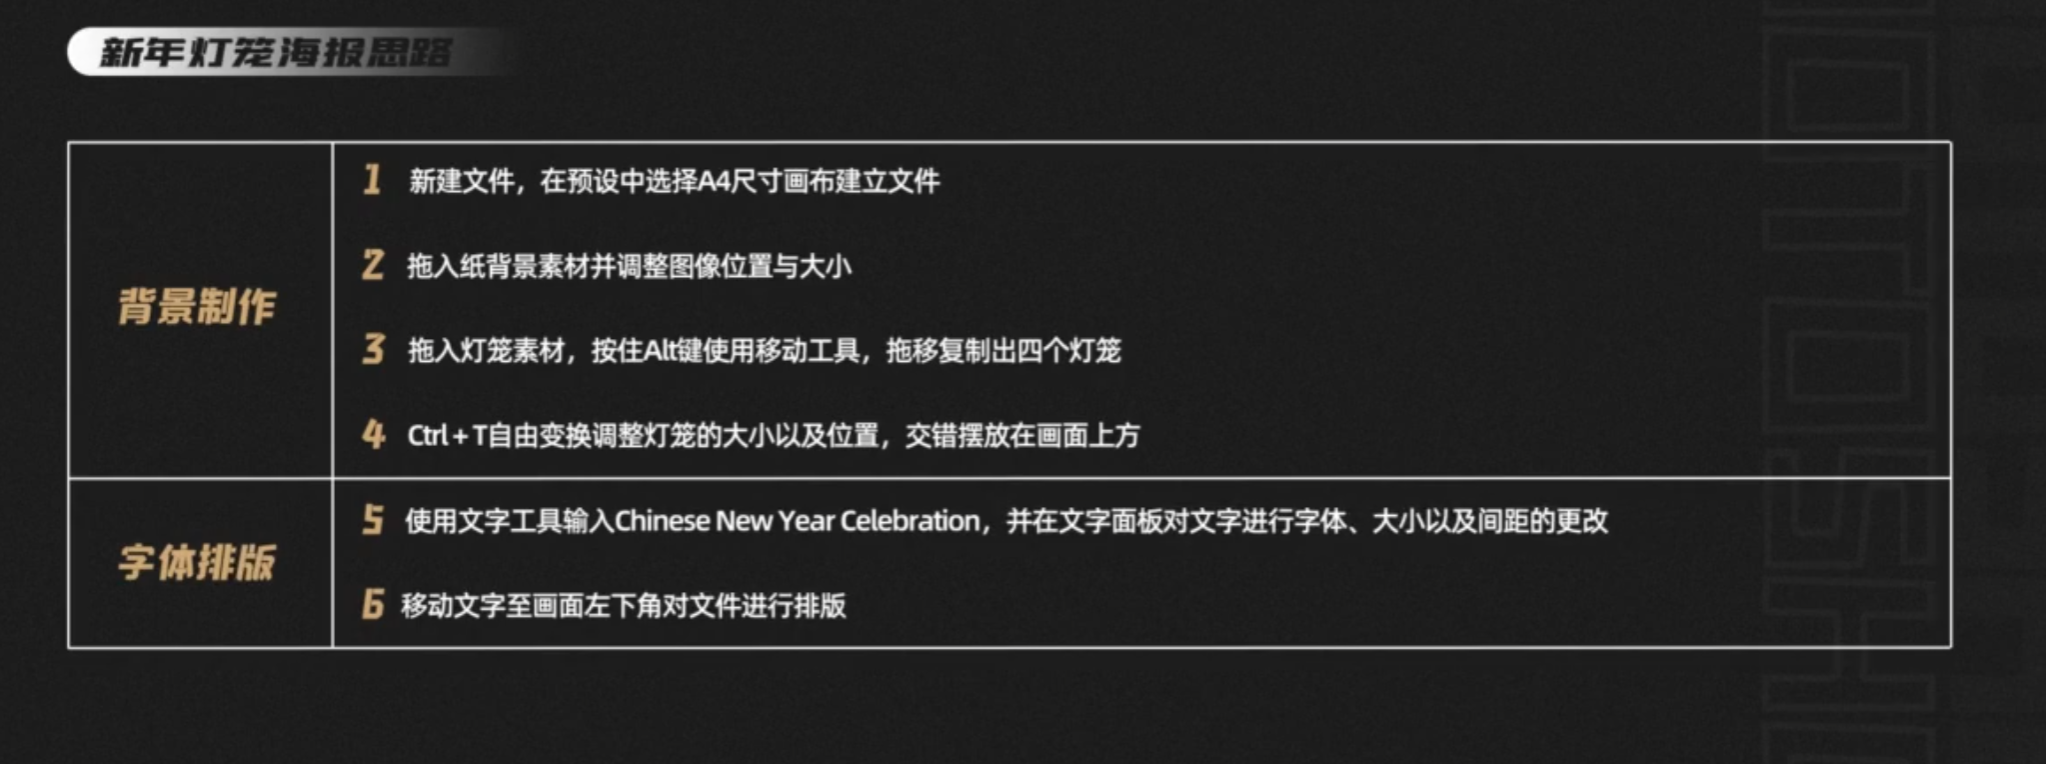 新年灯笼海报思路
背景制作
1 新建文件，在预设中选择A4尺寸画布建立文件
2 拖入纸背景素材并调整图像位置与大小
3 拖入灯笼素材，按住Alt键使用移动工具，拖移复制出四个灯笼
4 Ctrl + T自由变换调整灯笼的大小以及位置，交错摆放在画面上方
字体排版
5 使用文字工具输入Chinese New Year Celebration，并在文字面板对文字进行字体、大小以及间距的更改
6 移动文字至画面左下角对文件进行排版